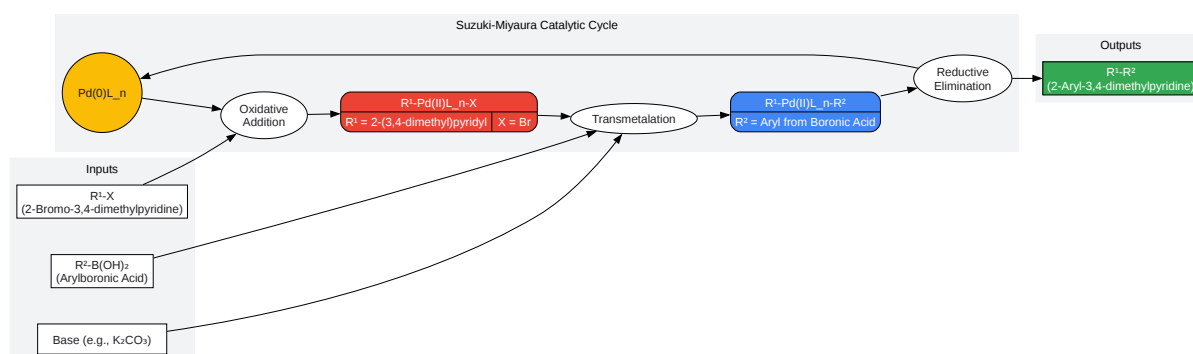 Suzuki-Miyaura Catalytic Cycle
Pd(0)L_n
Oxidative
Addition
R¹-Pd(II)L_n-X
R¹ = 2-(3,4-dimethyl)pyridyl
X = Br
Transmetalation
R¹-Pd(II)L_n-R²
R² = Aryl from Boronic Acid
Reductive
Elimination
Outputs
R¹-R²
(2-Aryl-3,4-dimethylpyridine)
Inputs
R¹-X
(2-Bromo-3,4-dimethylpyridine)
R²-B(OH)₂
(Arylboronic Acid)
Base (e.g., K₂CO₃)